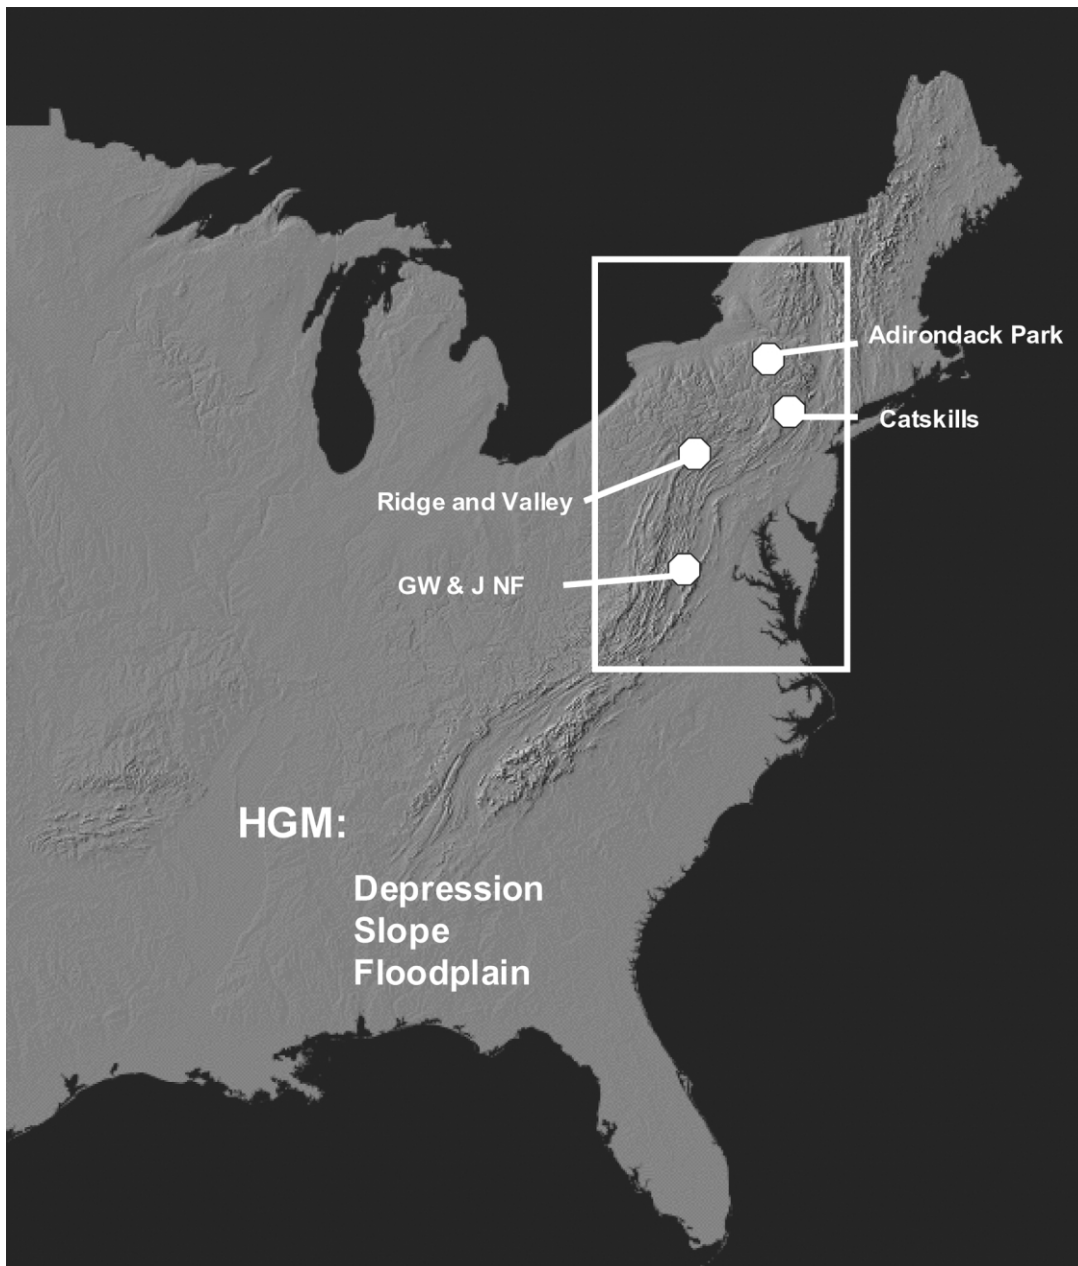 Adirondack Park
Catskills
Ridge and Valley
GW & J NF
HGM:
Depression
Slope
Floodplain